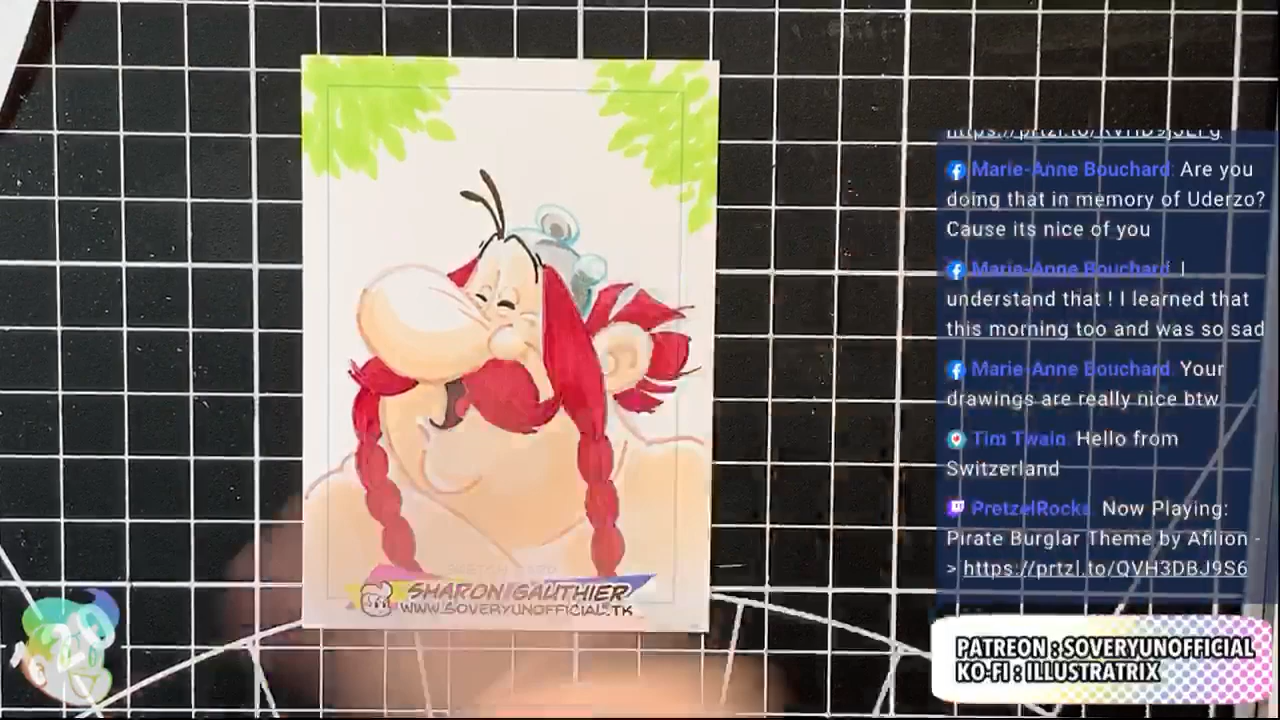 SHARON GAUTHIER
WWW.SOVERYUNOFFICIAL.TK
Marie-Anne Bouchard: Are you
doing that in memory of Uderzo?
Cause its nice of you
Marie-Anne Bouchard: I
understand that ! I learned that
this morning too and was so sad
Marie-Anne Bouchard: Your
drawings are really nice btw
Tim Twain: Hello from
Switzerland
PretzelRocks: Now Playing:
Pirate Burglar Theme by Afilion -
> https://prtzl.to/QVH3DBJ9S6
PATREON : SOVERYUNOFFICIAL
KO-FI : ILLUSTRATRIX